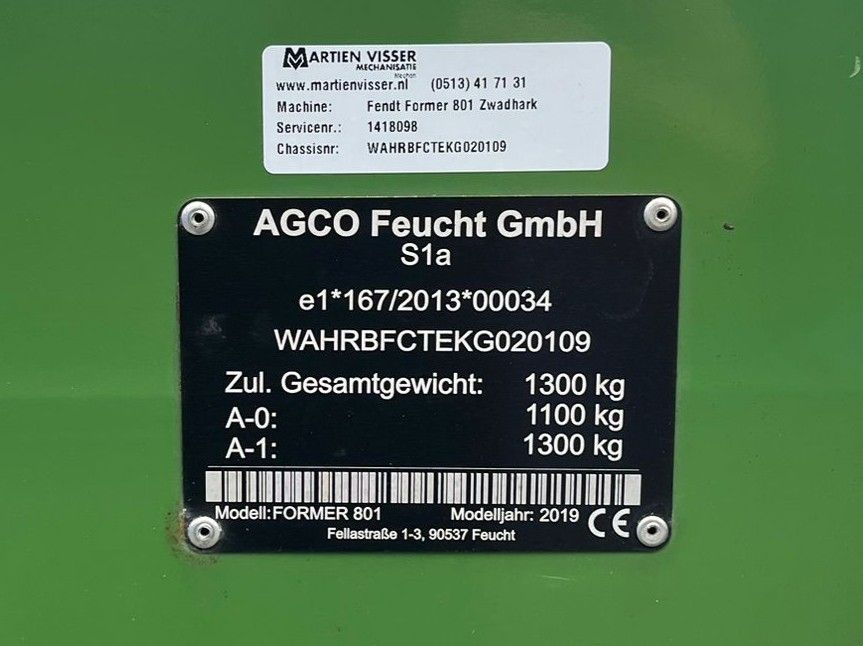 MARTIEN VISSER
MECHANISATIE
Mechan
www.martienvisser.nl (0513) 41 71 31
Machine: Fendt Former 801 Zwadhark
Servicenr.: 1418098
Chassisnr: WAHRBFCTEKG020109
AGCO Feucht GmbH
S1a
e1*167/2013*00034
WAHRBFCTEKG020109
Zul. Gesamtgewicht: 1300 kg
A-0: 1100 kg
A-1: 1300 kg
Modell: FORMER 801 Modelljahr: 2019 CE
Fellastraße 1-3, 90537 Feucht